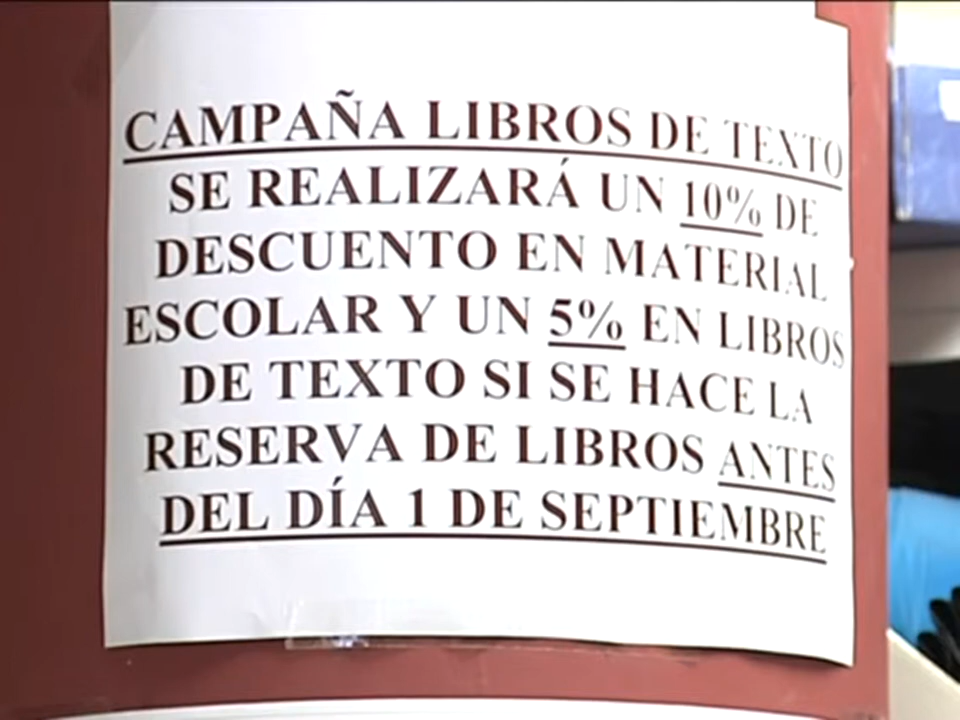 CAMPAÑA LIBROS DE TEXTO
SE REALIZARÁ UN 10% DE
DESCUENTO EN MATERIAL
ESCOLAR Y UN 5% EN LIBROS
DE TEXTO SI SE HACE LA
RESERVA DE LIBROS ANTES
DEL DÍA 1 DE SEPTIEMBRE